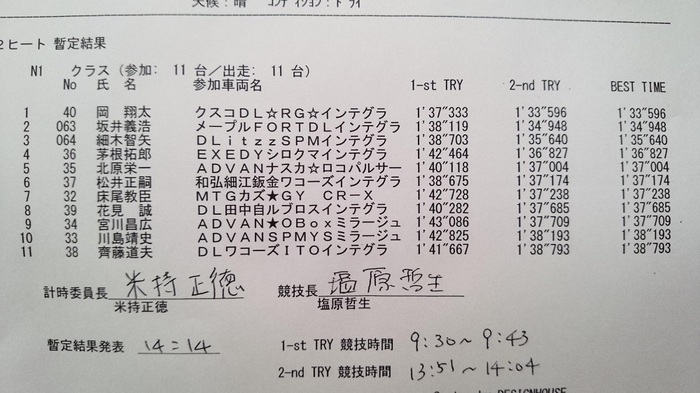 天候：晴 コンディション：ドライ
2ヒート 暫定結果
N1 クラス（参加： 11 台／出走： 11 台）
No 氏 名 参加車両名 1-st TRY 2-nd TRY BEST TIME
1 40 岡 翔太 クスコDL☆RG☆インテグラ 1'37"333 1'33"596 1'33"596
2 063 坂井義浩 メープルFORTDLインテグラ 1'38"119 1'34"948 1'34"948
3 064 細木智矢 DLitzzSPMインテグラ 1'38"703 1'35"640 1'35"640
4 36 茅根拓郎 EXEDYシロクマインテグラ 1'42"464 1'36"827 1'36"827
5 35 北原栄一 ADVANナスカ☆ロコパルサー 1'40"118 1'37"004 1'37"004
6 37 松井正嗣 和弘細江鈑金ワコーズインテグラ 1'38"675 1'37"174 1'37"174
7 32 床尾教臣 MTGカズ★GY CR－X 1'42"728 1'37"238 1'37"238
8 39 花見 誠 DL田中自ルブロスインテグラ 1'40"282 1'37"685 1'37"685
9 34 宮川昌広 ADVAN★OBoxミラージュ 1'43"086 1'37"709 1'37"709
10 33 川島靖史 ADVANSPMYSミラージュ 1'42"825 1'38"193 1'38"193
11 38 齊藤道夫 DLワコーズITOインテグラ 1'41"667 1'38"793 1'38"793
計時委員長 米持正徳 競技長 塩原哲生
米持正徳 塩原哲生
暫定結果発表 14:14 1-st TRY 競技時間 9:30～9:43
2-nd TRY 競技時間 13:51～14:04
DESIGNHOUSE